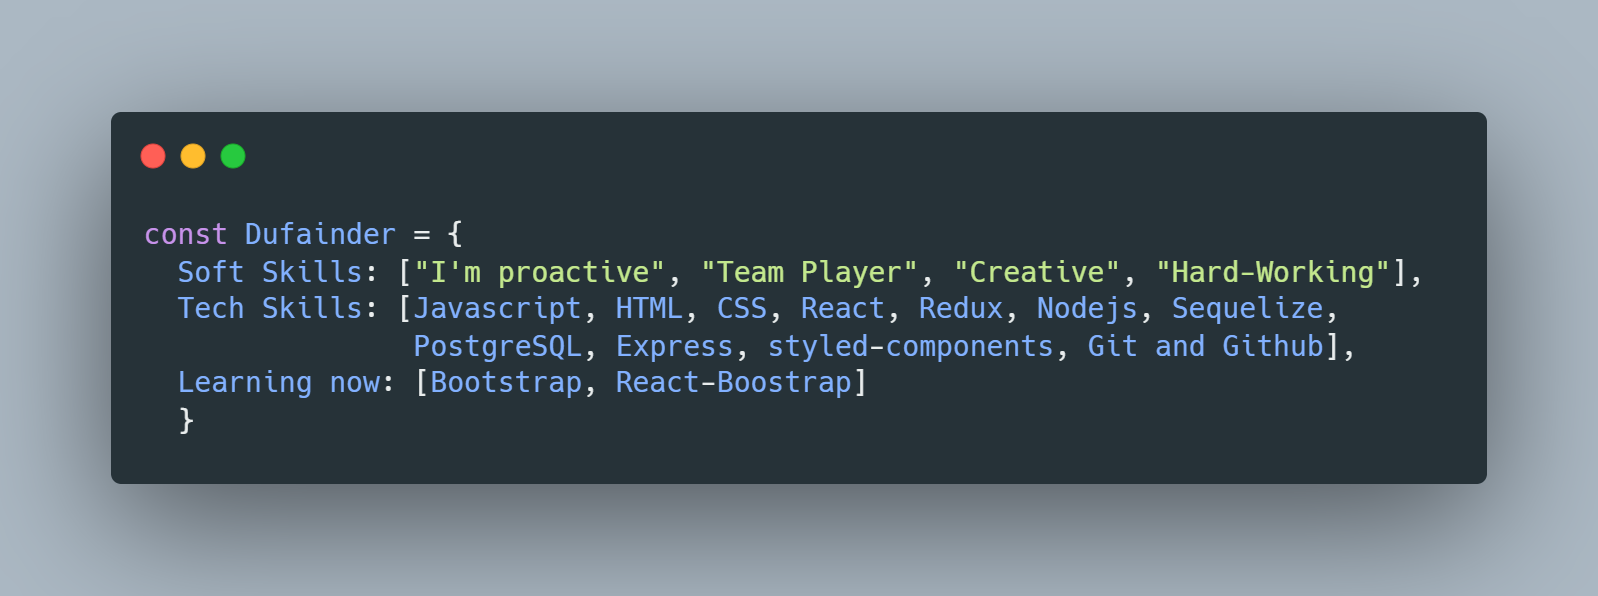 const Dufainder = {
Soft Skills: ["I'm proactive", "Team Player", "Creative", "Hard-Working"],
Tech Skills: [Javascript, HTML, CSS, React, Redux, Nodejs, Sequelize,
PostgreSQL, Express, styled-components, Git and Github],
Learning now: [Bootstrap, React-Boostrap]
}